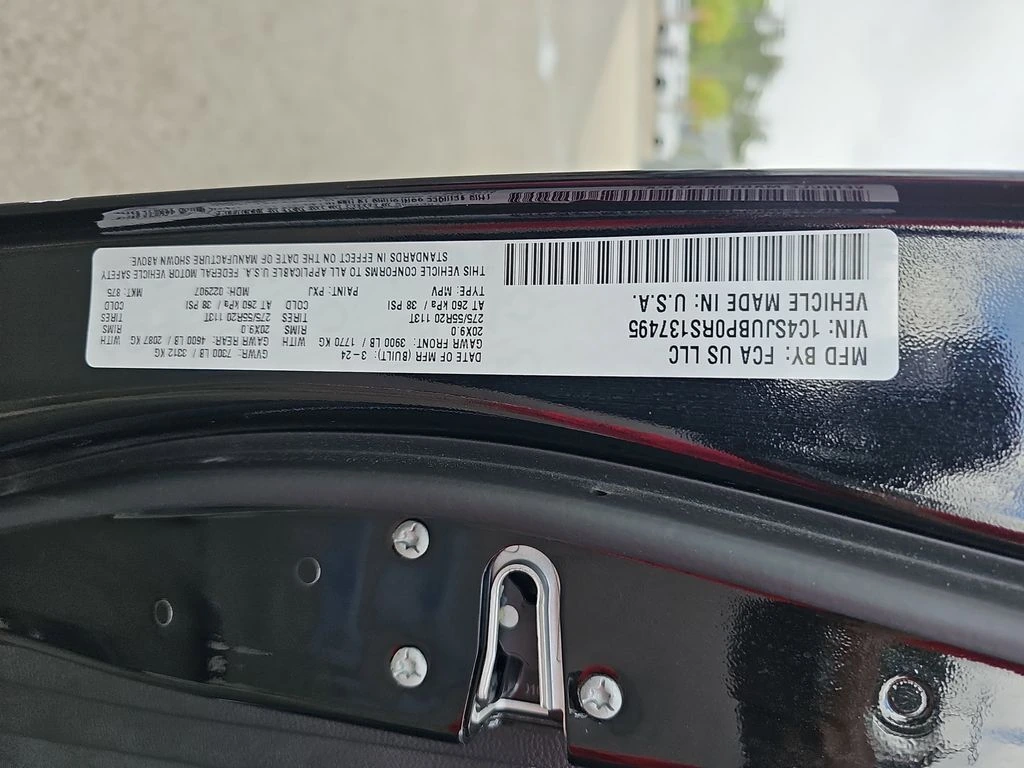 MFD BY: FCA US LLC
VIN: 1C4SJUBP0RS137495
VEHICLE MADE IN: U.S.A.
DATE OF MFR (BUILT): 3-24 GVWR: 7300 LB 3312 KG
GAWR FRONT: 3900 LB / 1770 KG WITH GAWR REAR: 4600 LB / 2087 KG
20X9.0 RIMS 20X9.0 RIMS
275/55R20 113T TIRES 275/55R20 113T TIRES
AT 260 kPa / 38 PSI COLD AT 260 kPa / 38 PSI COLD
TYPE: MPV PAINT: PXJ MDH: 022907 MKT: 875
THIS VEHICLE CONFORMS TO ALL APPLICABLE U.S.A. FEDERAL MOTOR VEHICLE SAFETY
STANDARDS IN EFFECT ON THE DATE OF MANUFACTURE SHOWN ABOVE.